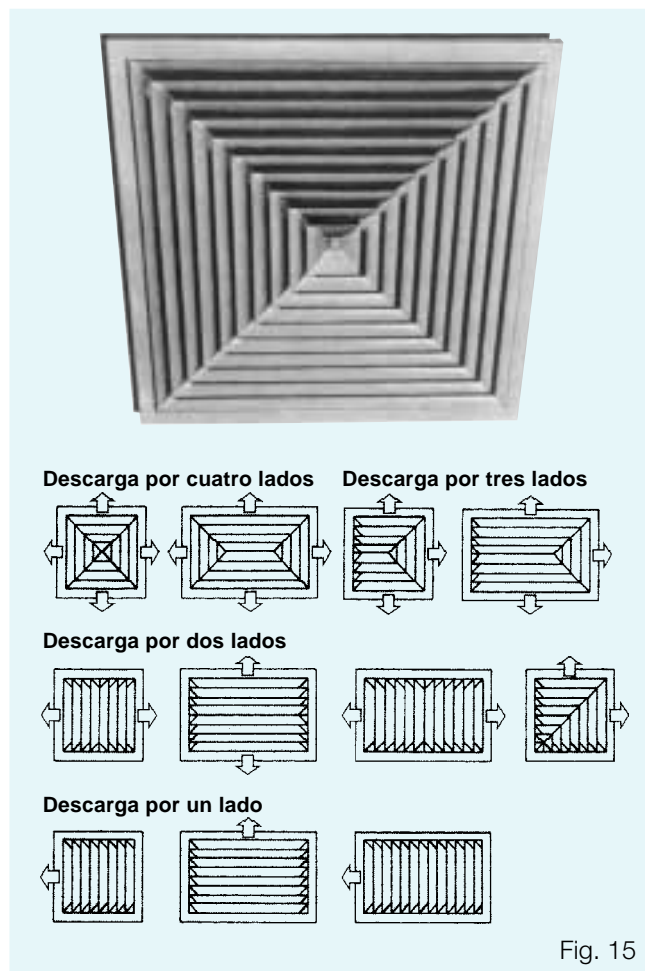 Descarga por cuatro lados
Descarga por tres lados
Descarga por dos lados
Descarga por un lado
Fig. 15